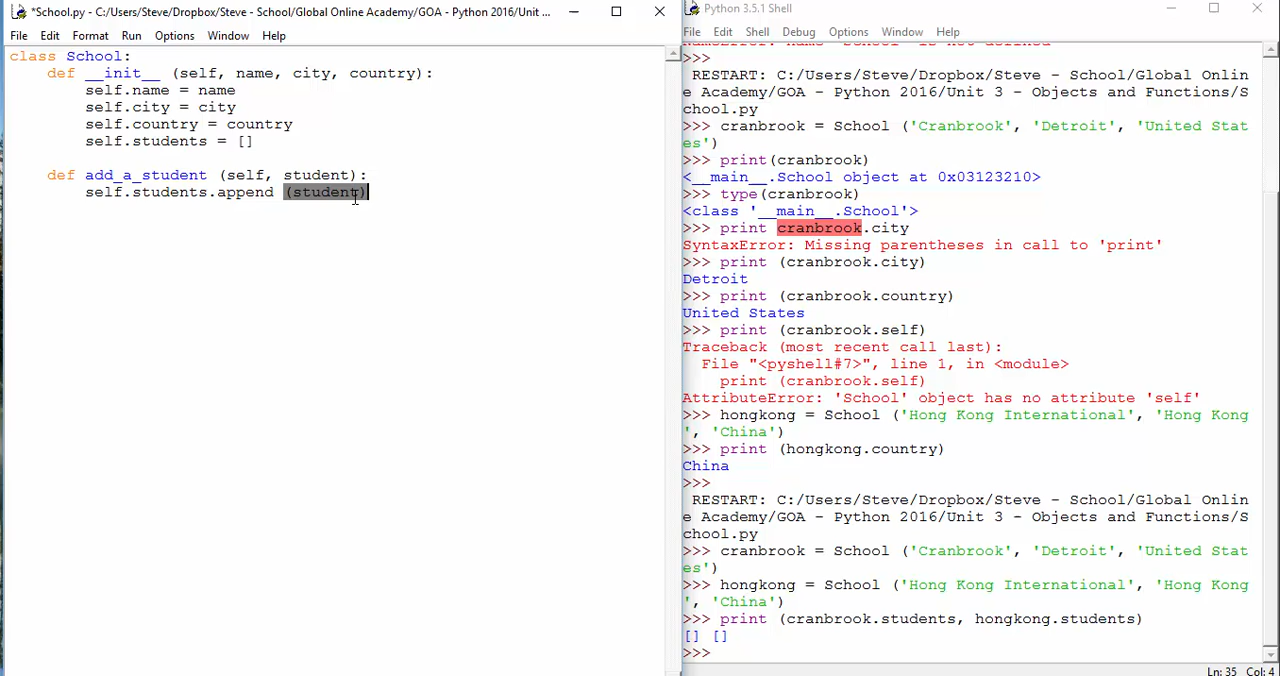 *School.py - C:/Users/Steve/Dropbox/Steve - School/Global Online Academy/GOA - Python 2016/Unit ...
File Edit Format Run Options Window Help
class School:
    def __init__ (self, name, city, country):
        self.name = name
        self.city = city
        self.country = country
        self.students = []
    def add_a_student (self, student):
        self.students.append (student)
Python 3.5.1 Shell
File Edit Shell Debug Options Window Help
NameError: name 'School' is not defined
>>>
 RESTART: C:/Users/Steve/Dropbox/Steve - School/Global Onlin
e Academy/GOA - Python 2016/Unit 3 - Objects and Functions/S
chool.py
>>> cranbrook = School ('Cranbrook', 'Detroit', 'United Stat
es')
>>> print(cranbrook)
<__main__.School object at 0x03123210>
>>> type(cranbrook)
<class '__main__.School'>
>>> print cranbrook.city
SyntaxError: Missing parentheses in call to 'print'
>>> print (cranbrook.city)
Detroit
>>> print (cranbrook.country)
United States
>>> print (cranbrook.self)
Traceback (most recent call last):
  File "<pyshell#7>", line 1, in <module>
    print (cranbrook.self)
AttributeError: 'School' object has no attribute 'self'
>>> hongkong = School ('Hong Kong International', 'Hong Kong
', 'China')
>>> print (hongkong.country)
China
>>>
 RESTART: C:/Users/Steve/Dropbox/Steve - School/Global Onlin
e Academy/GOA - Python 2016/Unit 3 - Objects and Functions/S
chool.py
>>> cranbrook = School ('Cranbrook', 'Detroit', 'United Stat
es')
>>> hongkong = School ('Hong Kong International', 'Hong Kong
', 'China')
>>> print (cranbrook.students, hongkong.students)
[] []
>>>
Ln: 35 Col: 4